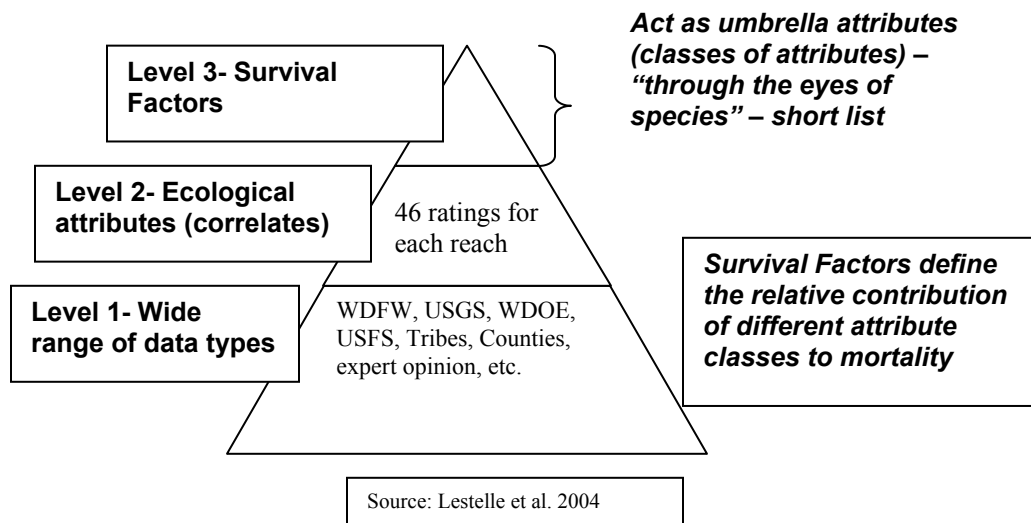 Level 3- Survival
Factors
Act as umbrella attributes
(classes of attributes) –
“through the eyes of
species” – short list
Level 2- Ecological
attributes (correlates)
46 ratings for
each reach
Level 1- Wide
range of data types
WDFW, USGS, WDOE,
USFS, Tribes, Counties,
expert opinion, etc.
Survival Factors define
the relative contribution
of different attribute
classes to mortality
Source: Lestelle et al. 2004